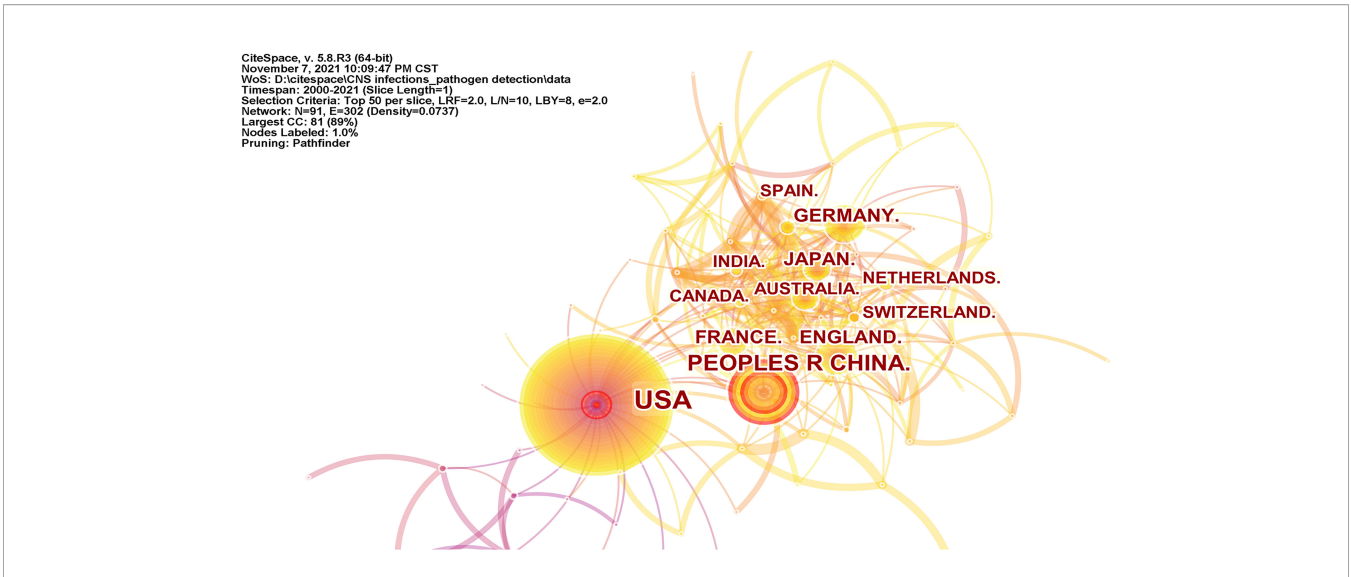 CiteSpace, v. 5.8.R3 (64-bit)
November 7, 2021 10:09:47 PM CST
WoS: D:\citespace\CNS infections_pathogen detection\data
Timespan: 2000-2021 (Slice Length=1)
Selection Criteria: Top 50 per slice, LRF=2.0, L/N=10, LBY=8, e=2.0
Network: N=91, E=302 (Density=0.0737)
Largest CC: 81 (89%)
Nodes Labeled: 1.0%
Pruning: Pathfinder
SPAIN.
GERMANY.
INDIA.
JAPAN.
NETHERLANDS.
CANADA.
AUSTRALIA.
SWITZERLAND.
FRANCE.
ENGLAND.
PEOPLES R CHINA.
USA